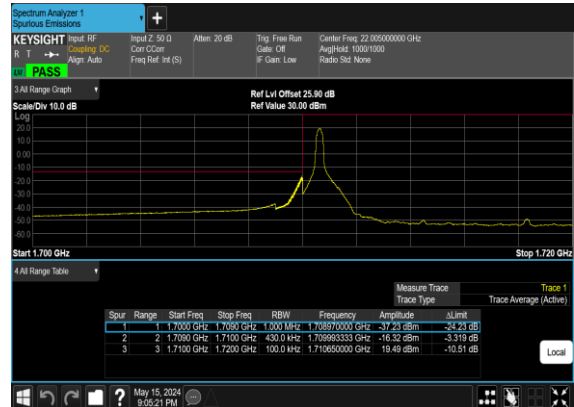 Spectrum Analyzer 1
Spurious Emissions
KEYSIGHT Input: RF Input Z: 50 Ω Atten: 20 dB Trig: Free Run Center Freq: 22.005000000 GHz
R T Coupling: DC Corr CCorr Gate: Off Avg|Hold: 1000/1000
Align: Auto Freq Ref: Int (S) IF Gain: Low Radio Std: None
LW PASS
3 All Range Graph
Ref Lvl Offset 25.90 dB
Scale/Div 10.0 dB Ref Value 30.00 dBm
Log
20.0
10.0
0.00
-10.0
-20.0
-30.0
-40.0
-50.0
-60.0
Start 1.700 GHz Stop 1.720 GHz
4 All Range Table
Measure Trace Trace 1
Trace Type Trace Average (Active)
Spur Range Start Freq Stop Freq RBW Frequency Amplitude ΔLimit
1 1 1.7000 GHz 1.7090 GHz 1.000 MHz 1.708970000 GHz -37.23 dBm -24.23 dB
2 2 1.7090 GHz 1.7100 GHz 430.0 kHz 1.709993333 GHz -16.32 dBm -3.319 dB
3 3 1.7100 GHz 1.7200 GHz 100.0 kHz 1.710650000 GHz 19.49 dBm -10.51 dB
Local
May 15, 2024
9:05:21 PM